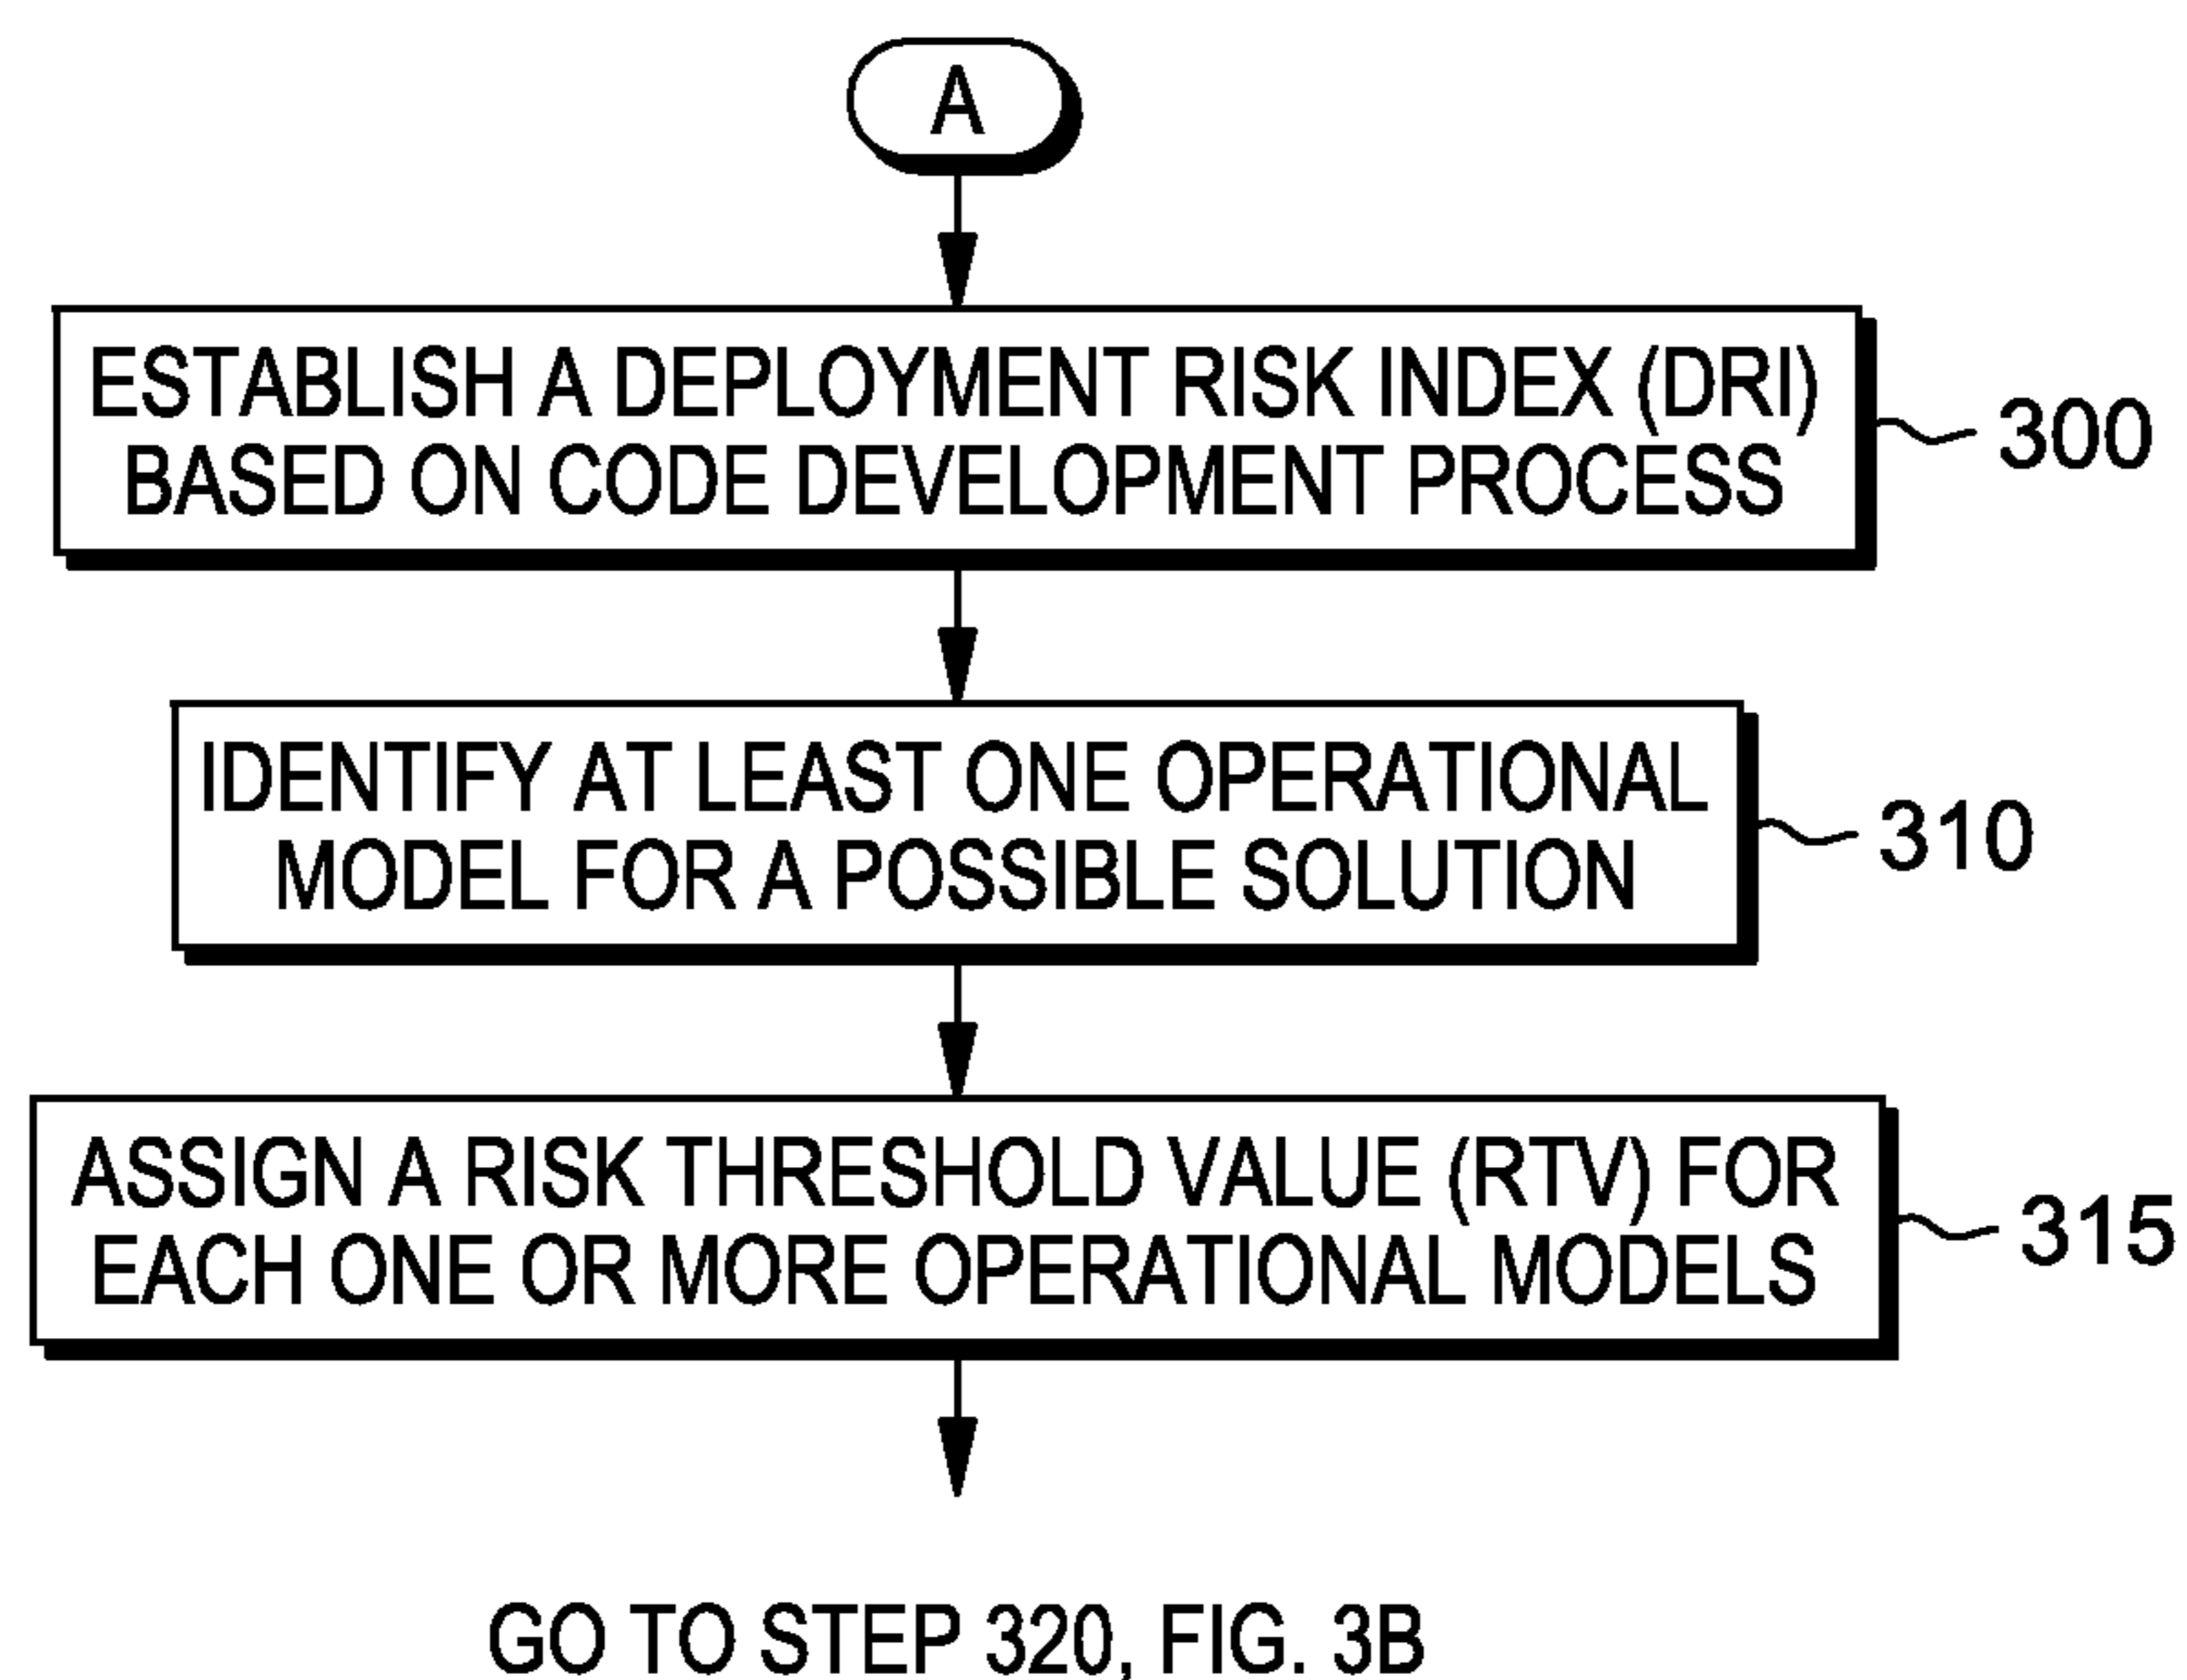 A
ESTABLISH A DEPLOYMENT RISK INDEX (DRI)
BASED ON CODE DEVELOPMENT PROCESS
300
IDENTIFY AT LEAST ONE OPERATIONAL
MODEL FOR A POSSIBLE SOLUTION
310
ASSIGN A RISK THRESHOLD VALUE (RTV) FOR
EACH ONE OR MORE OPERATIONAL MODELS
315
GO TO STEP 320, FIG. 3B